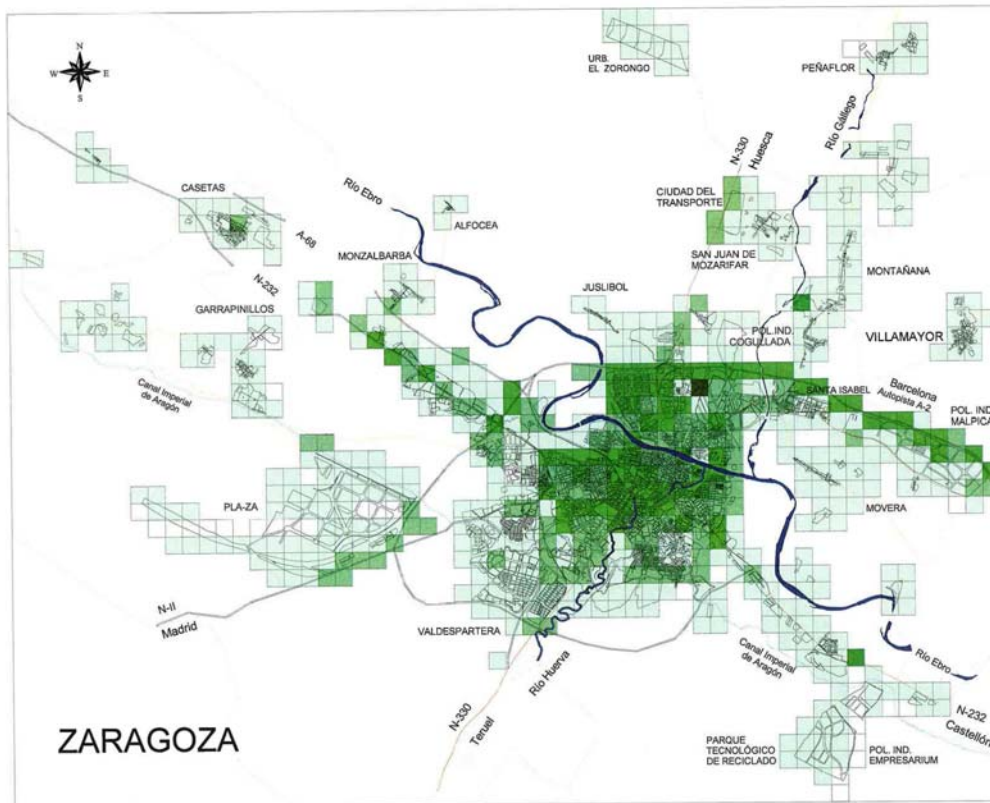 N
W E
S
URB.
EL ZORONGO
PEÑAFLOR
Río Gállego
N-330
Huesca
CASETAS
Río Ebro
CIUDAD DEL
TRANSPORTE
ALFOCEA
A-68
MONZALBARBA
SAN JUAN DE
MOZARIFAR
MONTAÑANA
N-232
JUSLIBOL
GARRAPINILLOS
POL.IND.
COGULLADA
VILLAMAYOR
Canal Imperial
de Aragón
SANTA ISABEL
Barcelona
Autopista A-2
POL. IND.
MALPICA
PLA-ZA
MOVERA
N-II
Madrid
VALDESPARTERA
Río Huerva
Canal Imperial
de Aragón
Río Ebro
N-330
Teruel
N-232
Castellón
ZARAGOZA
PARQUE
TECNOLÓGICO
DE RECICLADO
POL. IND.
EMPRESARIUM